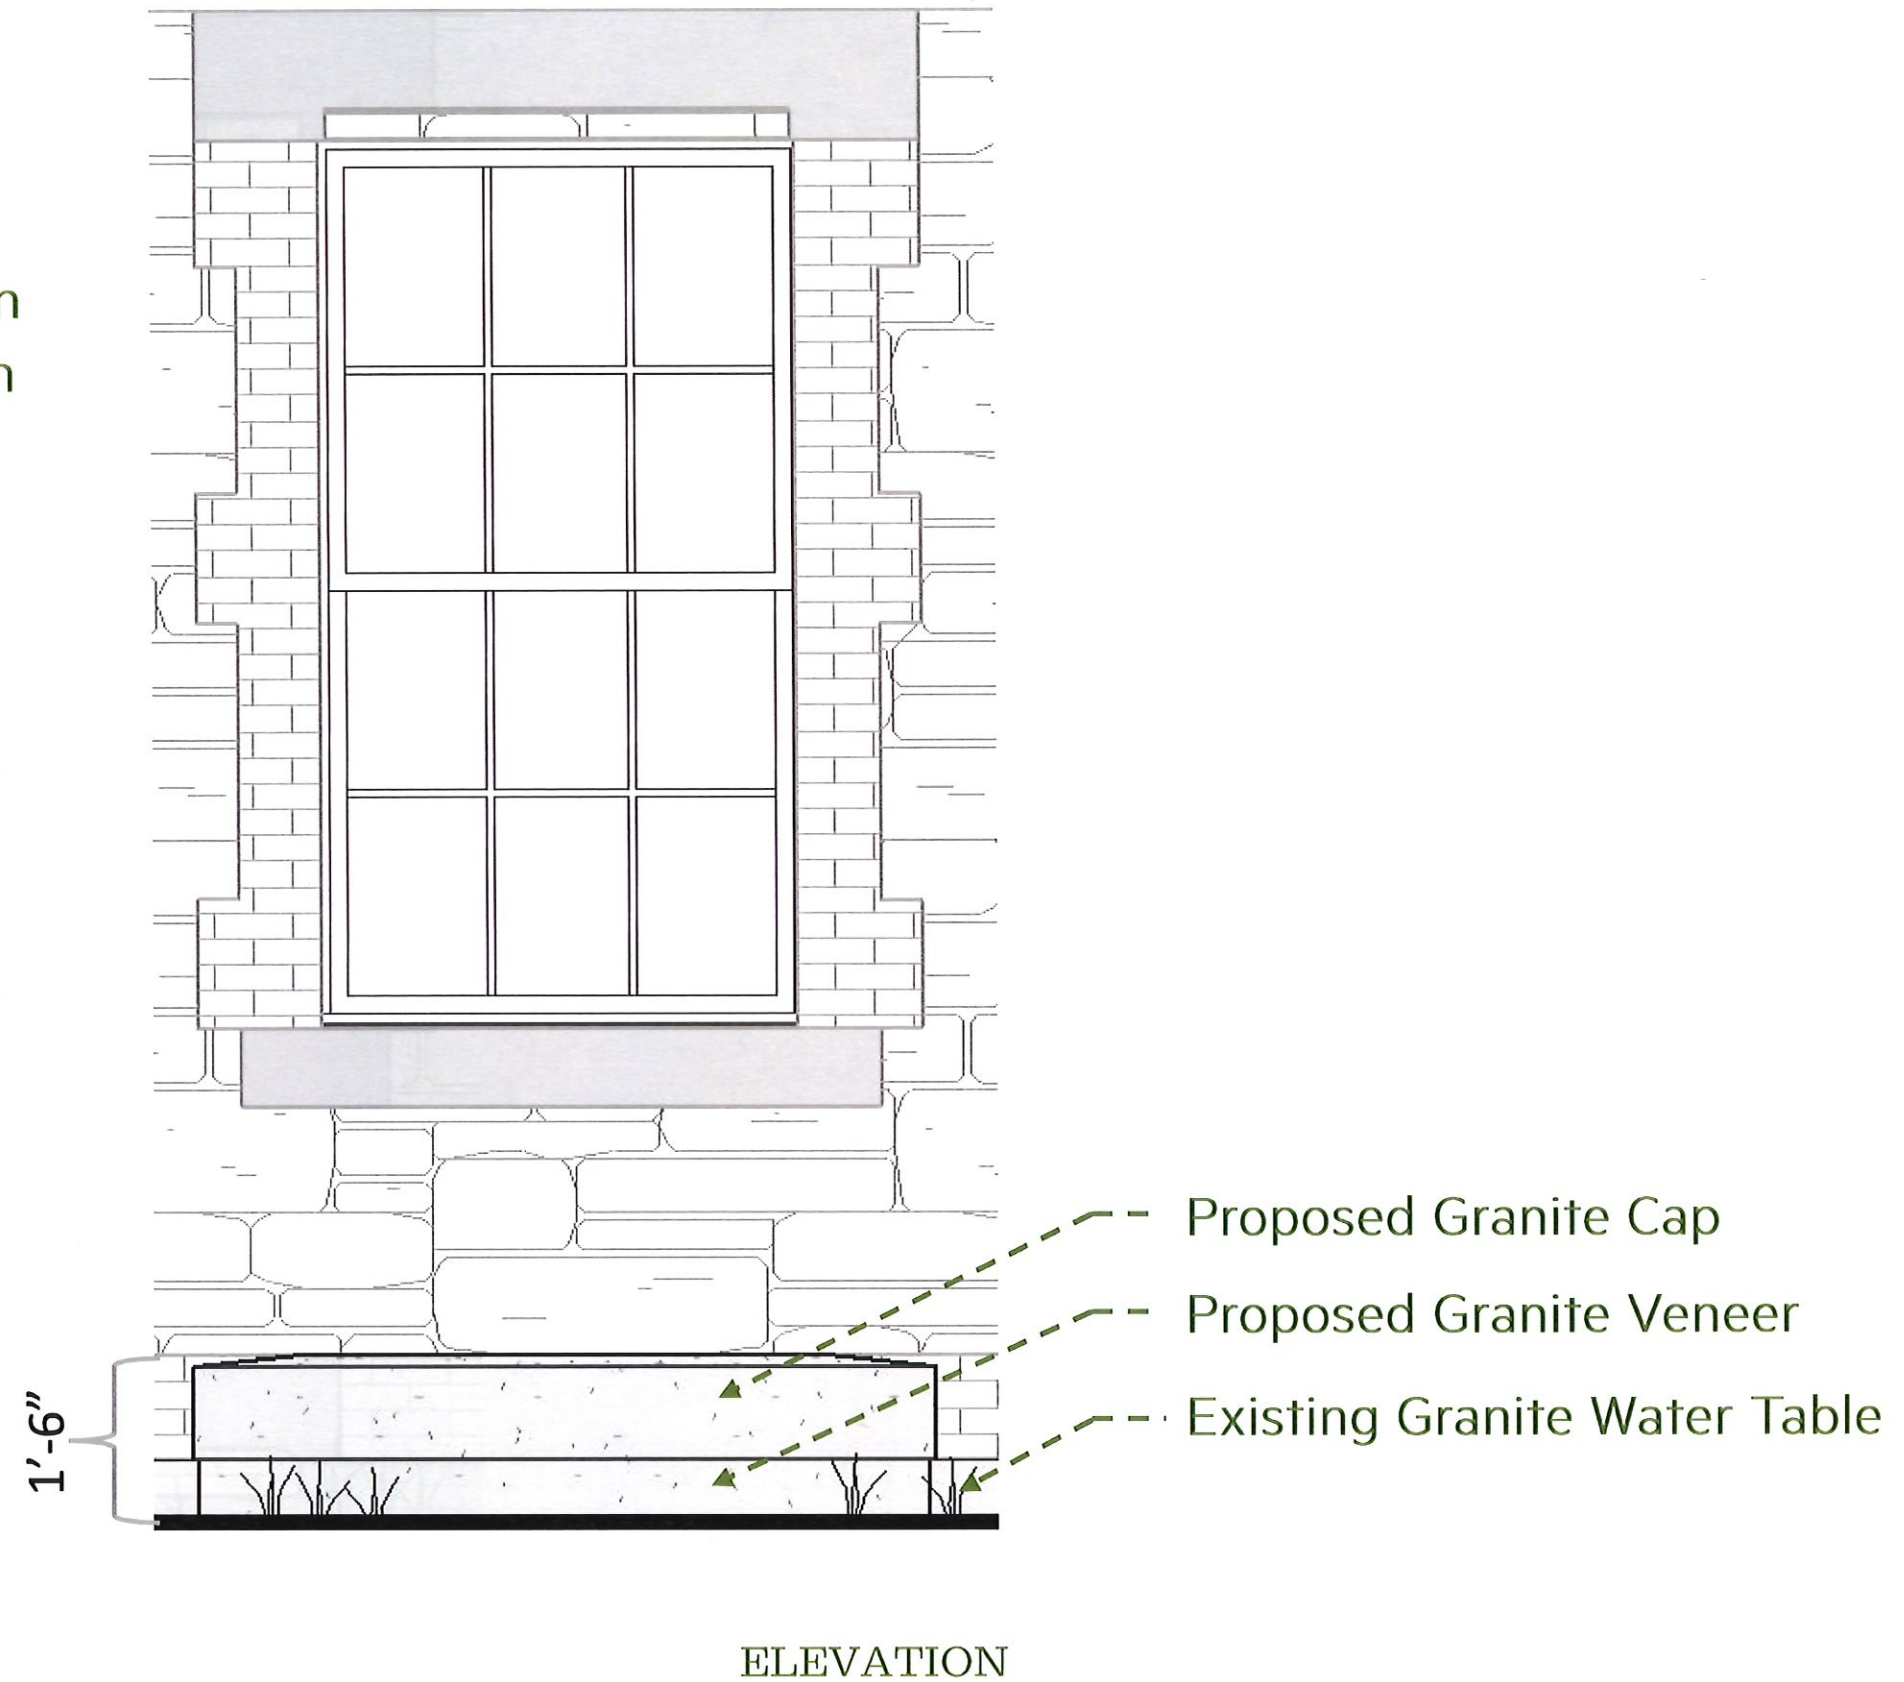 n
n
Proposed Granite Cap
Proposed Granite Veneer
Existing Granite Water Table
1’-6”
ELEVATION